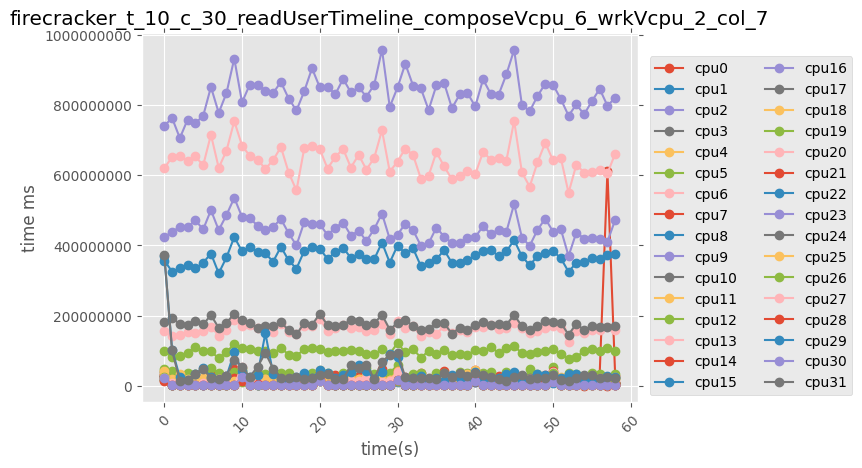 firecracker_t_10_c_30_readUserTimeline_composeVcpu_6_wrkVcpu_2_col_7
1000000000
800000000
600000000
400000000
200000000
0
time ms
0
10
20
30
40
50
60
time(s)
cpu0
cpu1
cpu2
cpu3
cpu4
cpu5
cpu6
cpu7
cpu8
cpu9
cpu10
cpu11
cpu12
cpu13
cpu14
cpu15
cpu16
cpu17
cpu18
cpu19
cpu20
cpu21
cpu22
cpu23
cpu24
cpu25
cpu26
cpu27
cpu28
cpu29
cpu30
cpu31